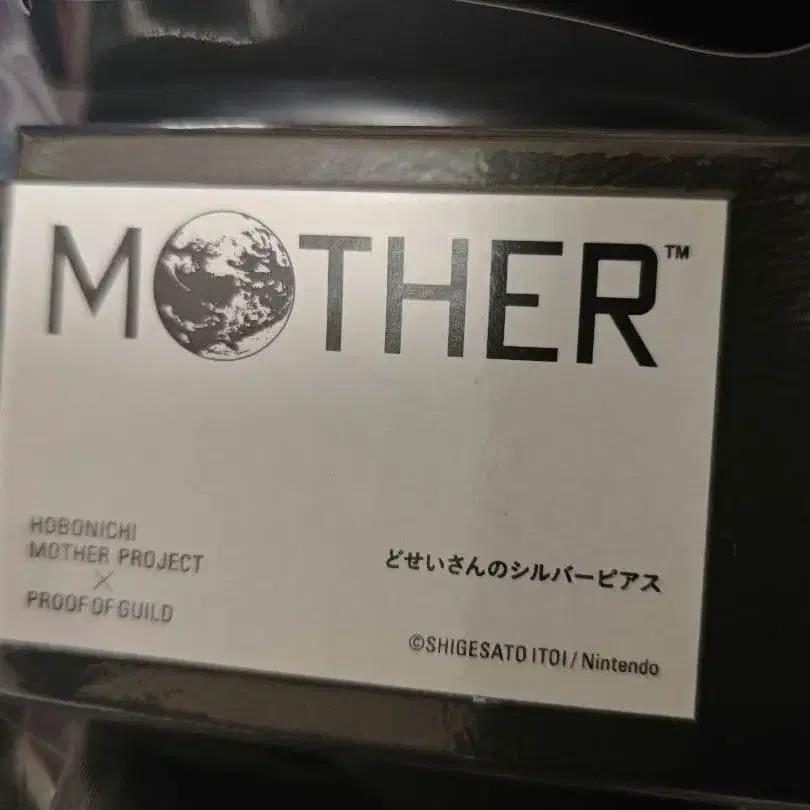 MOTHER™
HOBONICHI
MOTHER PROJECT
×
PROOF OF GUILD
どせいさんのシルバーピアス
©SHIGESATO ITOI / Nintendo